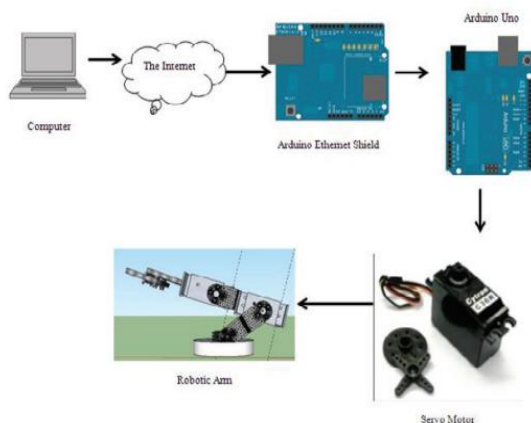 Arduino Uno
The Internet
Computer
Arduino Ethernet Shield
Robotic Arm
Servo Motor